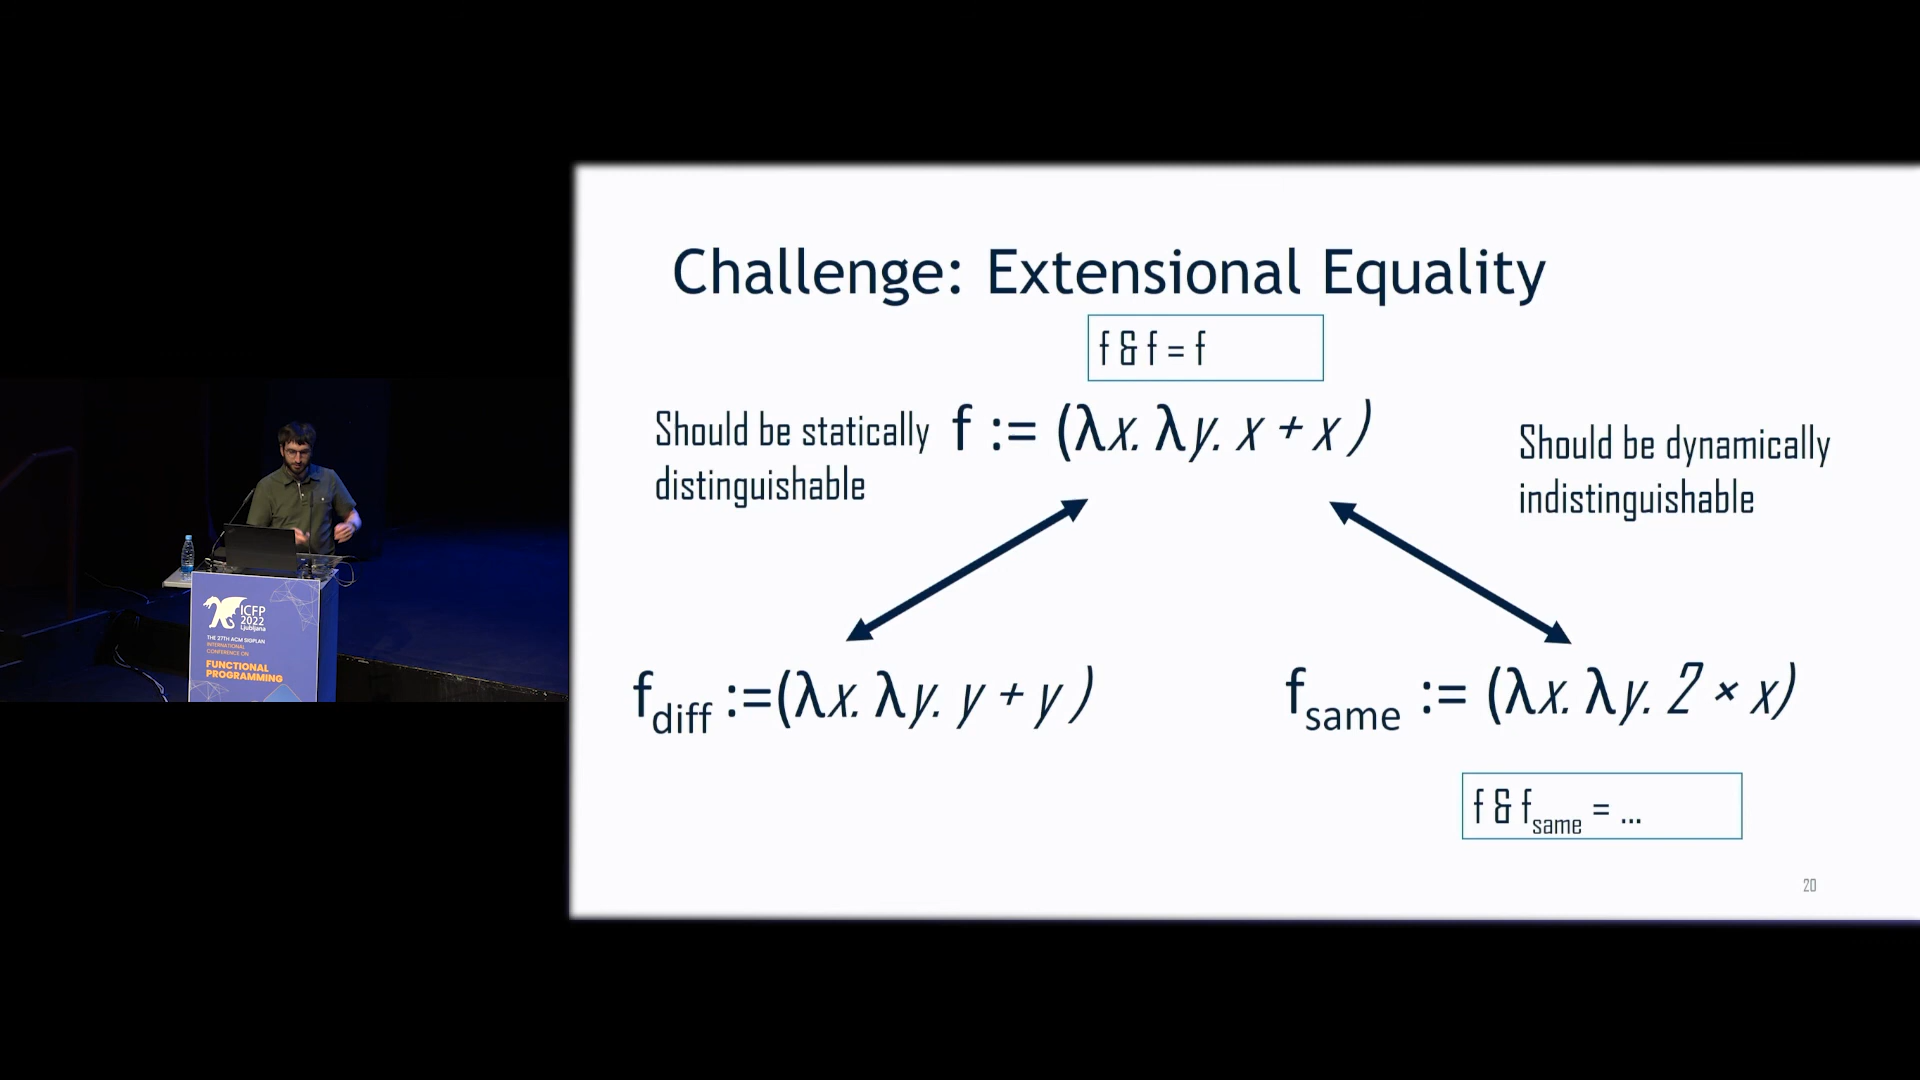 Challenge: Extensional Equality
f & f = f
Should be statically
distinguishable
f := (λx. λy. x + x )
Should be dynamically
indistinguishable
f_diff :=(λx. λy. y + y )
f_same := (λx. λy. 2 × x)
f & f_same = ...
20
ICFP
2022
Ljubljana
THE 27TH ACM SIGPLAN
INTERNATIONAL
CONFERENCE ON
FUNCTIONAL
PROGRAMMING